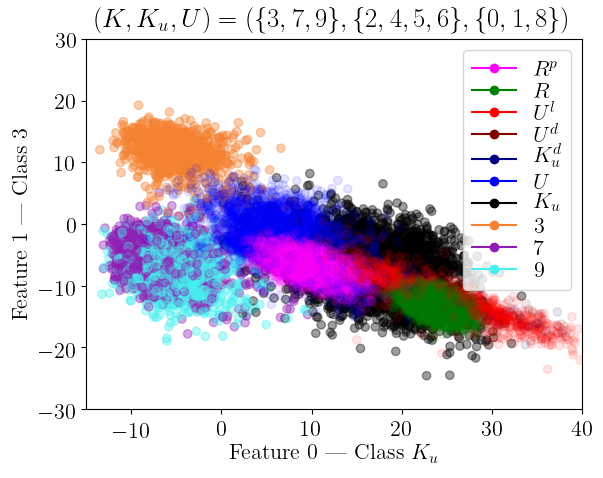 (K, K_u, U) = ({3, 7, 9}, {2, 4, 5, 6}, {0, 1, 8})
30
20
10
0
−10
−20
−30
Feature 1 — Class 3
R^p
R
U^l
U^d
K_u^d
U
K_u
3
7
9
−10 0 10 20 30 40
Feature 0 — Class K_u